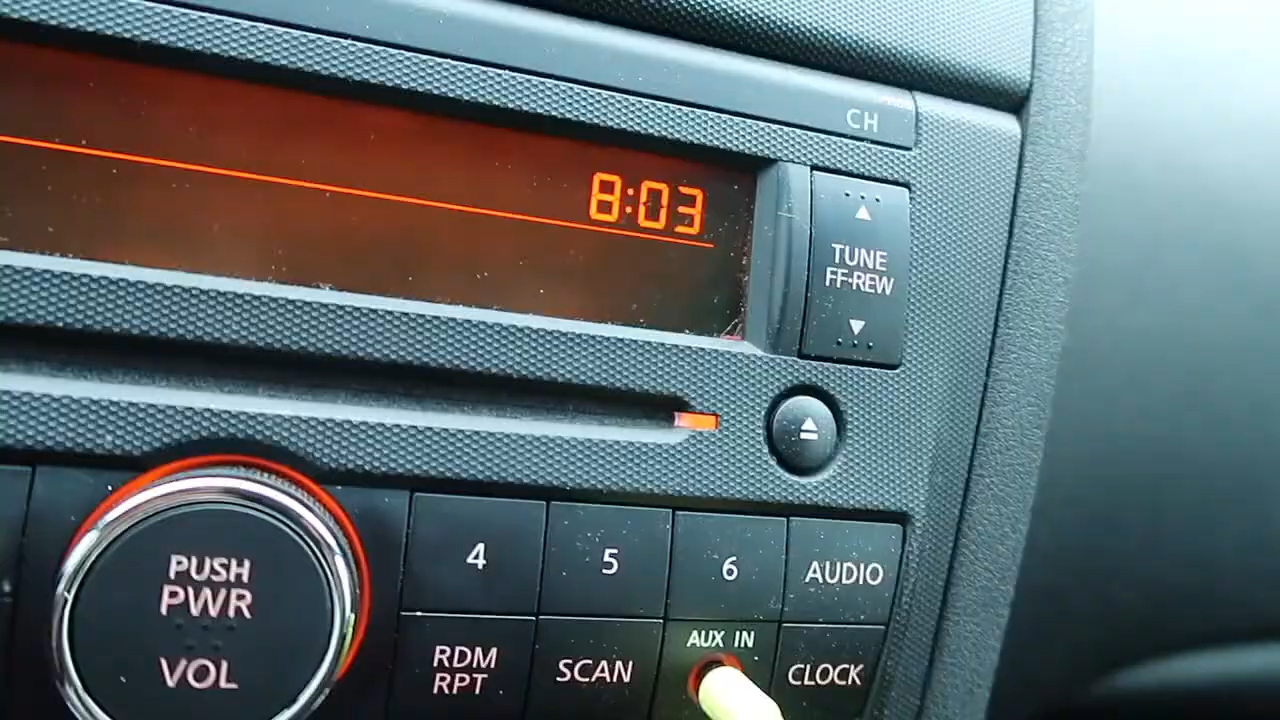 CH
8:03
TUNE
FF·REW
PUSH
PWR
VOL
4
5
6
AUDIO
RDM
RPT
SCAN
AUX IN
CLOCK